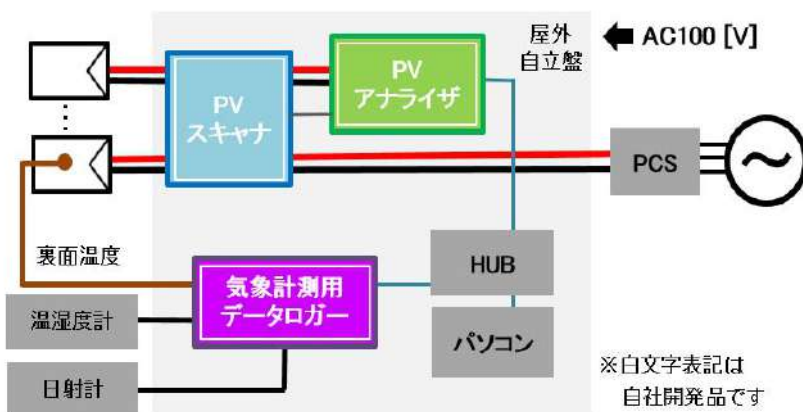 屋外
自立盤
AC100 [V]
PV
スキャナ
PV
アナライザ
PCS
裏面温度
気象計測用
データロガー
HUB
温湿度計
パソコン
日射計
※白文字表記は
自社開発品です